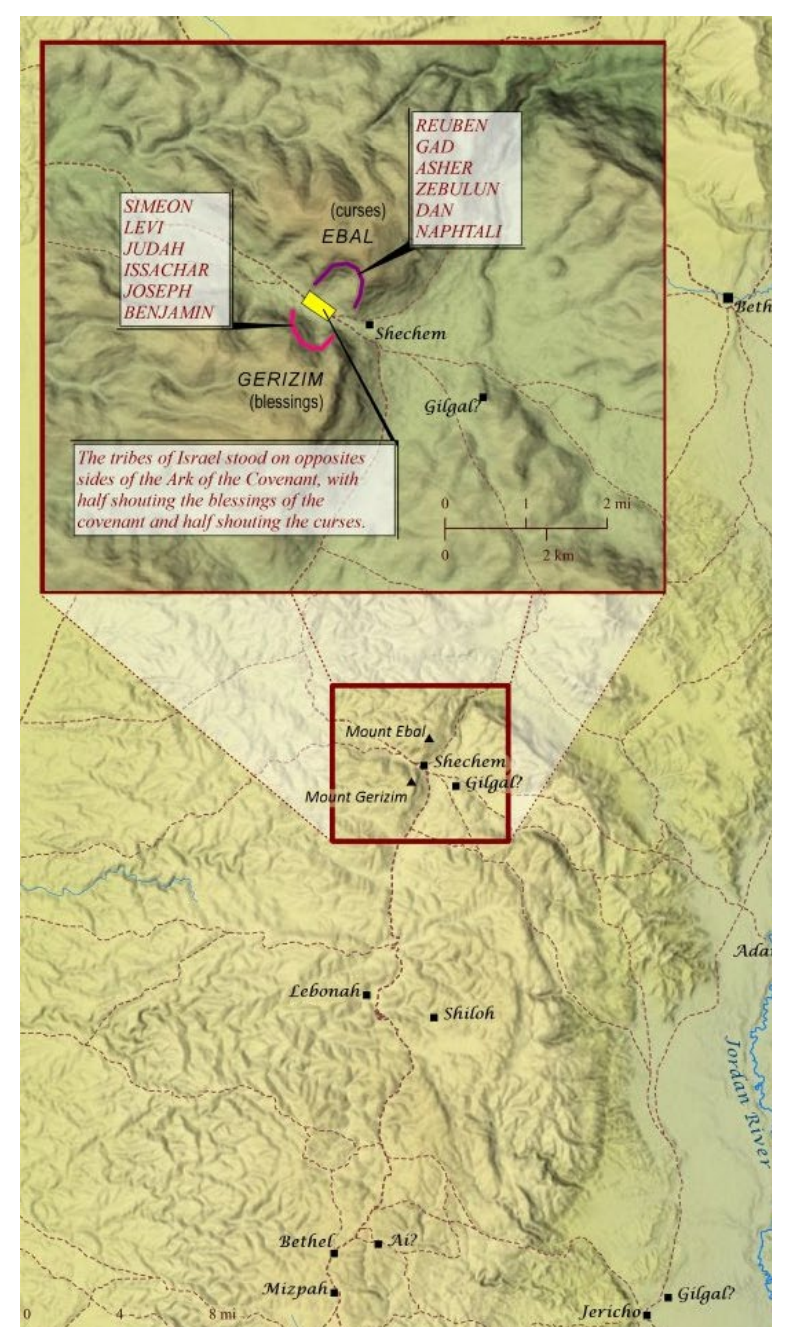 REUBEN
GAD
ASHER
ZEBULUN
DAN
NAPHTALI
SIMEON
LEVI
JUDAH
ISSACHAR
JOSEPH
BENJAMIN
(curses)
EBAL
Shechem
GERIZIM
(blessings)
Gilgal?
The tribes of Israel stood on opposites
sides of the Ark of the Covenant, with
half shouting the blessings of the
covenant and half shouting the curses.
0 1 2 mi
0 2 km
Beth
Mount Ebal
Shechem
Gilgal?
Mount Gerizim
Adam
Lebonah
Shiloh
Jordan River
Bethel
Ai?
Mizpah
Gilgal?
Jericho
0 4 8 mi